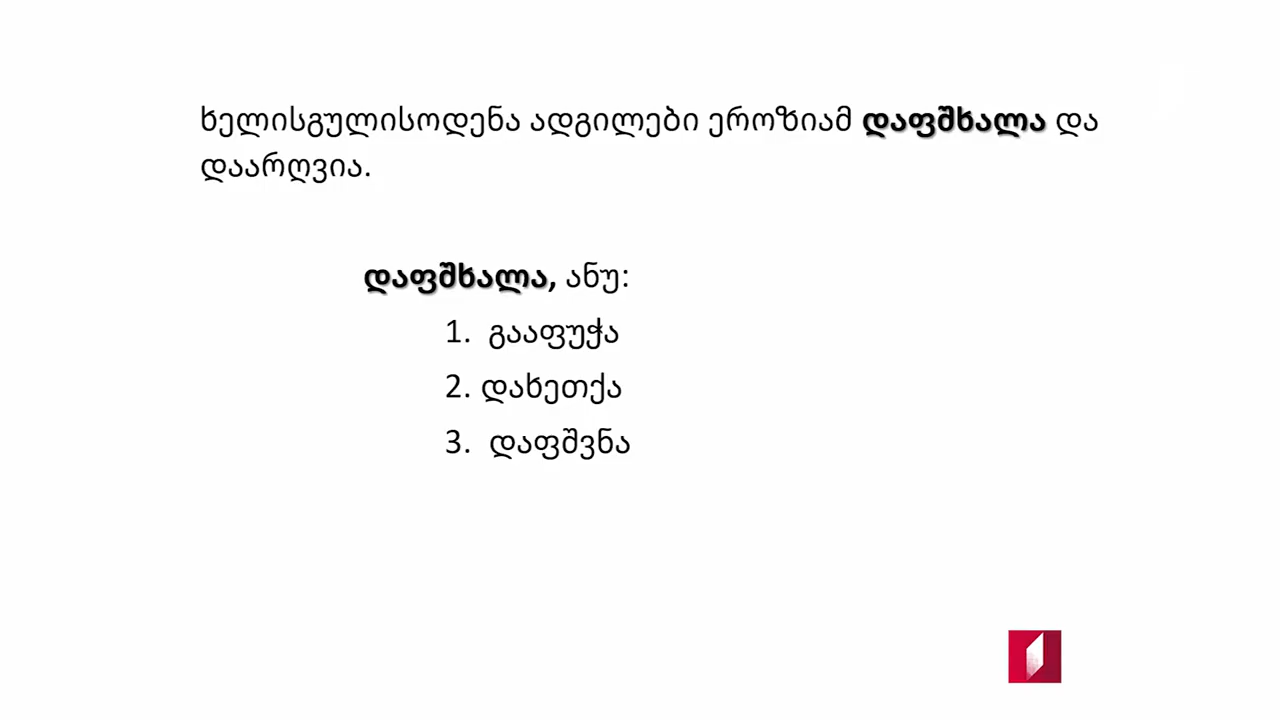 ხელისგულისოდენა ადგილები ეროზიამ დაფშხალა და
დაარღვია.
დაფშხალა, ანუ:
1. გააფუჭა
2. დახეთქა
3. დაფშვნა